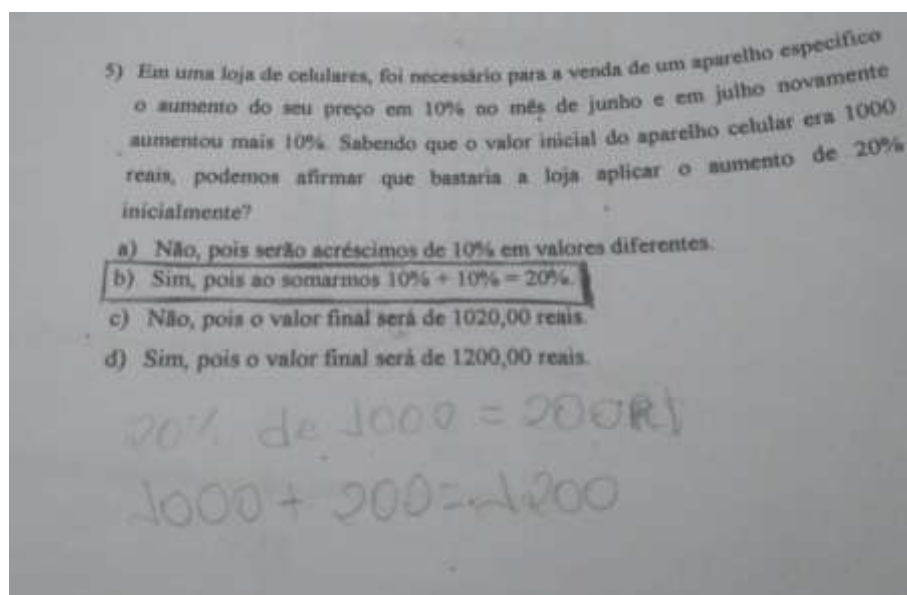 5) Em uma loja de celulares, foi necessário para a venda de um aparelho específico
o aumento do seu preço em 10% no mês de junho e em julho novamente
aumentou mais 10%. Sabendo que o valor inicial do aparelho celular era 1000
reais, podemos afirmar que bastaria a loja aplicar o aumento de 20%
inicialmente?
a) Não, pois serão acréscimos de 10% em valores diferentes.
b) Sim, pois ao somarmos 10% + 10% = 20%.
c) Não, pois o valor final será de 1020,00 reais.
d) Sim, pois o valor final será de 1200,00 reais.
20% de 1000 = 200R$
1000 + 200 = 1200